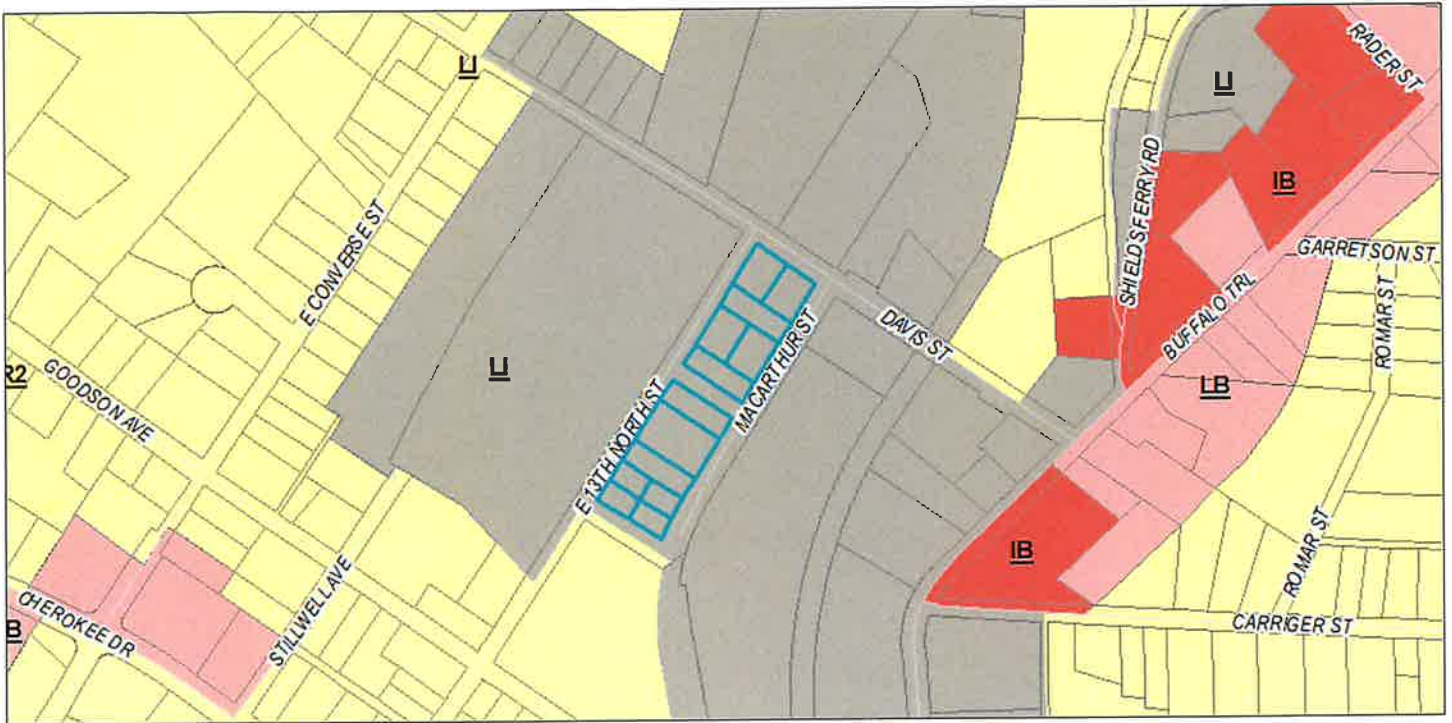 RADER ST
LI
LI
SHIELDS FERRY RD
IB
GARRETSON ST
E CONVERSE ST
BUFFALO TRL
ROMAR ST
DAVIS ST
MACARTHUR ST
LI
R2
GOODSON AVE
LB
E 13TH NORTH ST
IB
ROMAR ST
STILLWELL AVE
CHEROKEE DR
B
CARRIGER ST